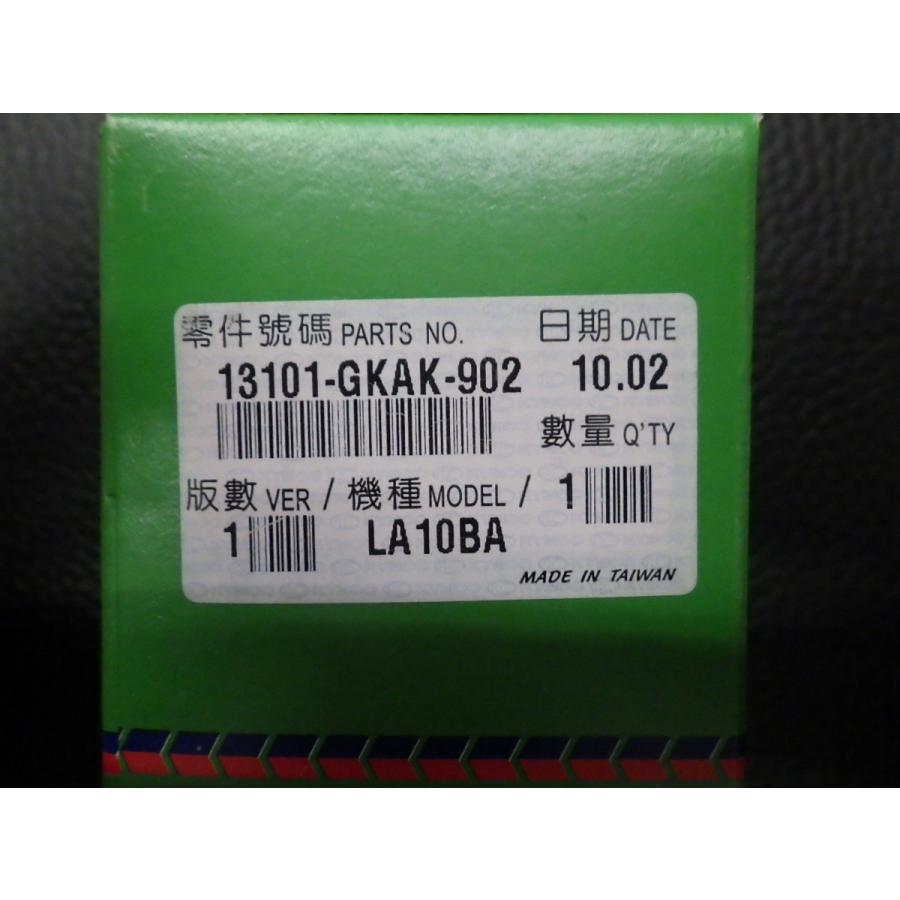 零件號碼 PARTS NO. 日期 DATE
13101-GKAK-902 10.02
數量 Q'TY
版數 VER / 機種 MODEL / 1
1 LA10BA
MADE IN TAIWAN